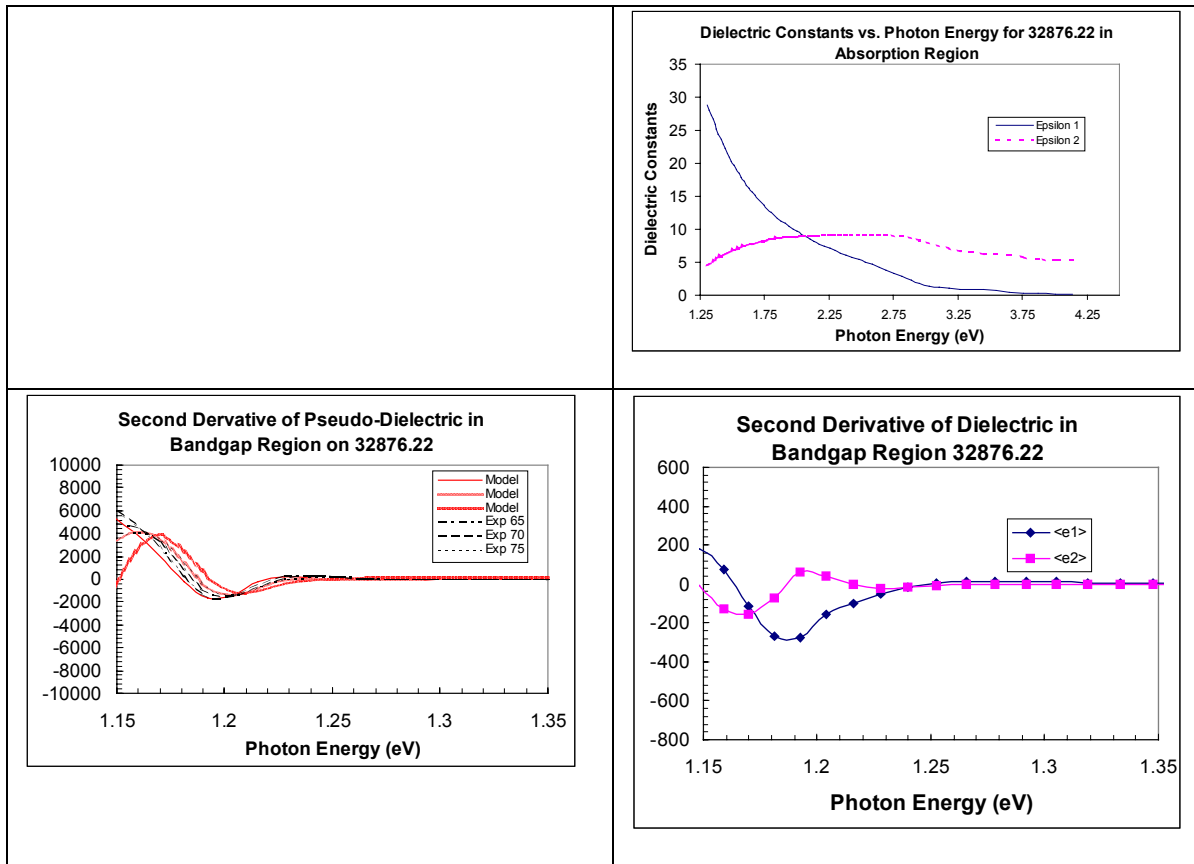 Dielectric Constants vs. Photon Energy for 32876.22 in
Absorption Region
35
30
25
20
15
10
5
0
Dielectric Constants
Epsilon 1
Epsilon 2
1.25 1.75 2.25 2.75 3.25 3.75 4.25
Photon Energy (eV)
Second Dervative of Pseudo-Dielectric in
Bandgap Region on 32876.22
10000
8000
6000
4000
2000
0
-2000
-4000
-6000
-8000
-10000
Model
Model
Model
Exp 65
Exp 70
Exp 75
1.15 1.2 1.25 1.3 1.35
Photon Energy (eV)
Second Derivative of Dielectric in
Bandgap Region 32876.22
600
400
200
0
-200
-400
-600
-800
<e1>
<e2>
1.15 1.2 1.25 1.3 1.35
Photon Energy (eV)